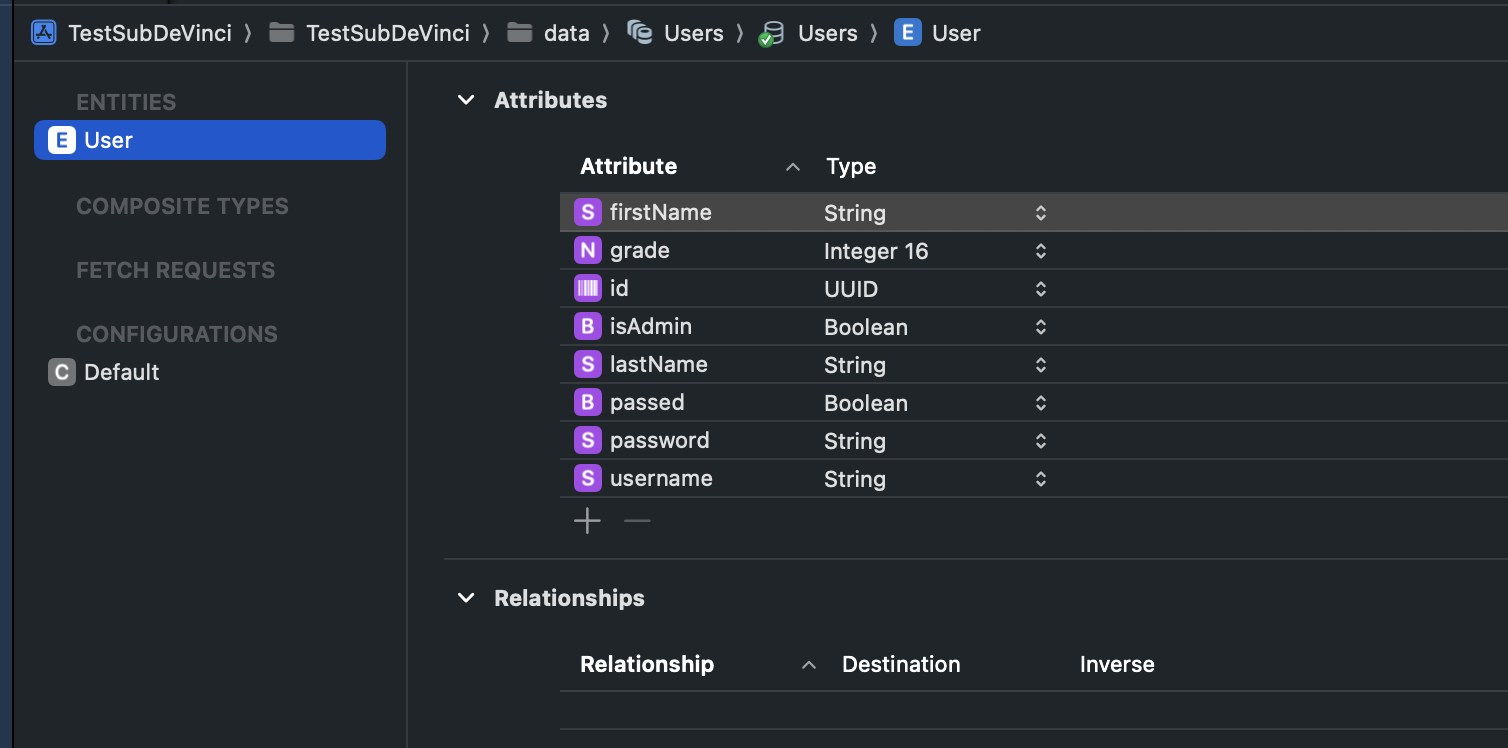 TestSubDeVinci 〉 TestSubDeVinci 〉 data 〉 Users 〉 Users 〉 E User
ENTITIES
E User
COMPOSITE TYPES
FETCH REQUESTS
CONFIGURATIONS
C Default
Attributes
Attribute Type
S firstName String
N grade Integer 16
id UUID
B isAdmin Boolean
S lastName String
B passed Boolean
S password String
S username String
Relationships
Relationship Destination Inverse